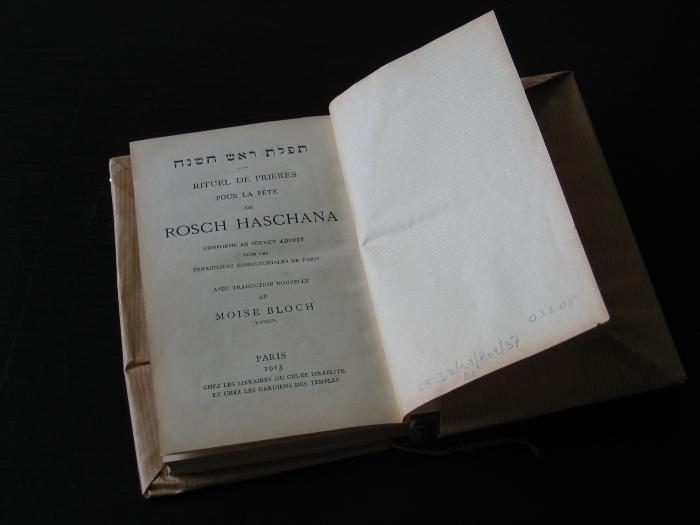 תפלת ראש השנה
RITUEL DE PRIÈRES
POUR LA FÊTE
DE
ROSCH HASCHANA
CONFORME AU SERVICE ADOPTÉ
POUR LES
SYNAGOGUES CONSISTORIALES DE PARIS.
AVEC TRADUCTION NOUVELLE
DE
MOISE BLOCH
RABBIN.
PARIS
1913
CHEZ LES LIBRAIRES DU CULTE ISRAÉLITE
ET CHEZ LES GARDIENS DES TEMPLES